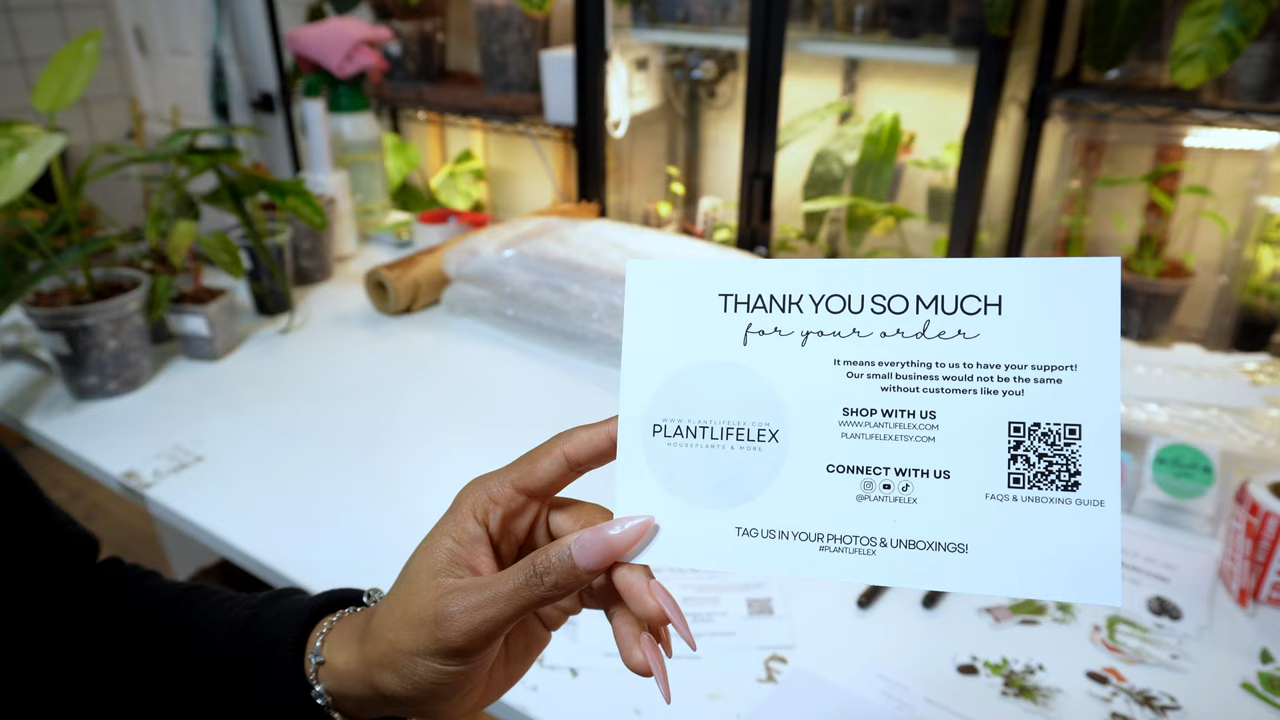 THANK YOU SO MUCH
for your order
It means everything to us to have your support!
Our small business would not be the same
without customers like you!
WWW.PLANTLIFELEX.COM
PLANTLIFELEX
HOUSEPLANTS & MORE
SHOP WITH US
WWW.PLANTLIFELEX.COM
PLANTLIFELEX.ETSY.COM
CONNECT WITH US
@PLANTLIFELEX
FAQS & UNBOXING GUIDE
TAG US IN YOUR PHOTOS & UNBOXINGS!
#PLANTLIFELEX